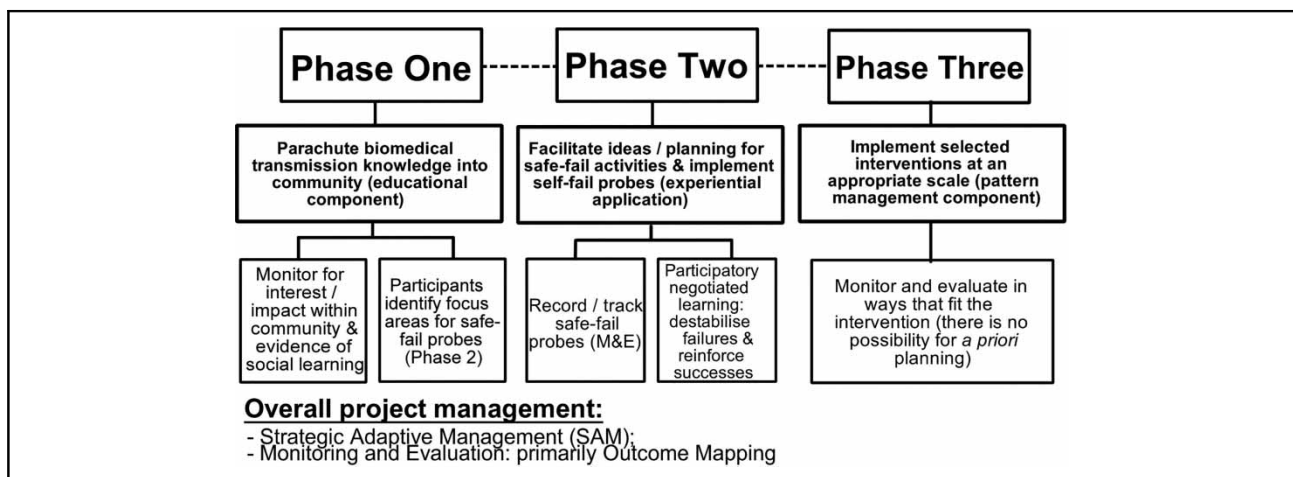 Phase One
Phase Two
Phase Three
Parachute biomedical
transmission knowledge into
community (educational
component)
Facilitate ideas / planning for
safe-fail activities & implement
self-fail probes (experiential
application)
Implement selected
interventions at an
appropriate scale (pattern
management component)
Monitor for
interest /
impact within
community &
evidence of
social learning
Participants
identify focus
areas for safe-
fail probes
(Phase 2)
Record / track
safe-fail
probes (M&E)
Participatory
negotiated learning:
destabilise
failures &
reinforce
successes
Monitor and evaluate in
ways that fit the
intervention (there is no
possibility for a priori
planning)
Overall project management:
- Strategic Adaptive Management (SAM);
- Monitoring and Evaluation: primarily Outcome Mapping